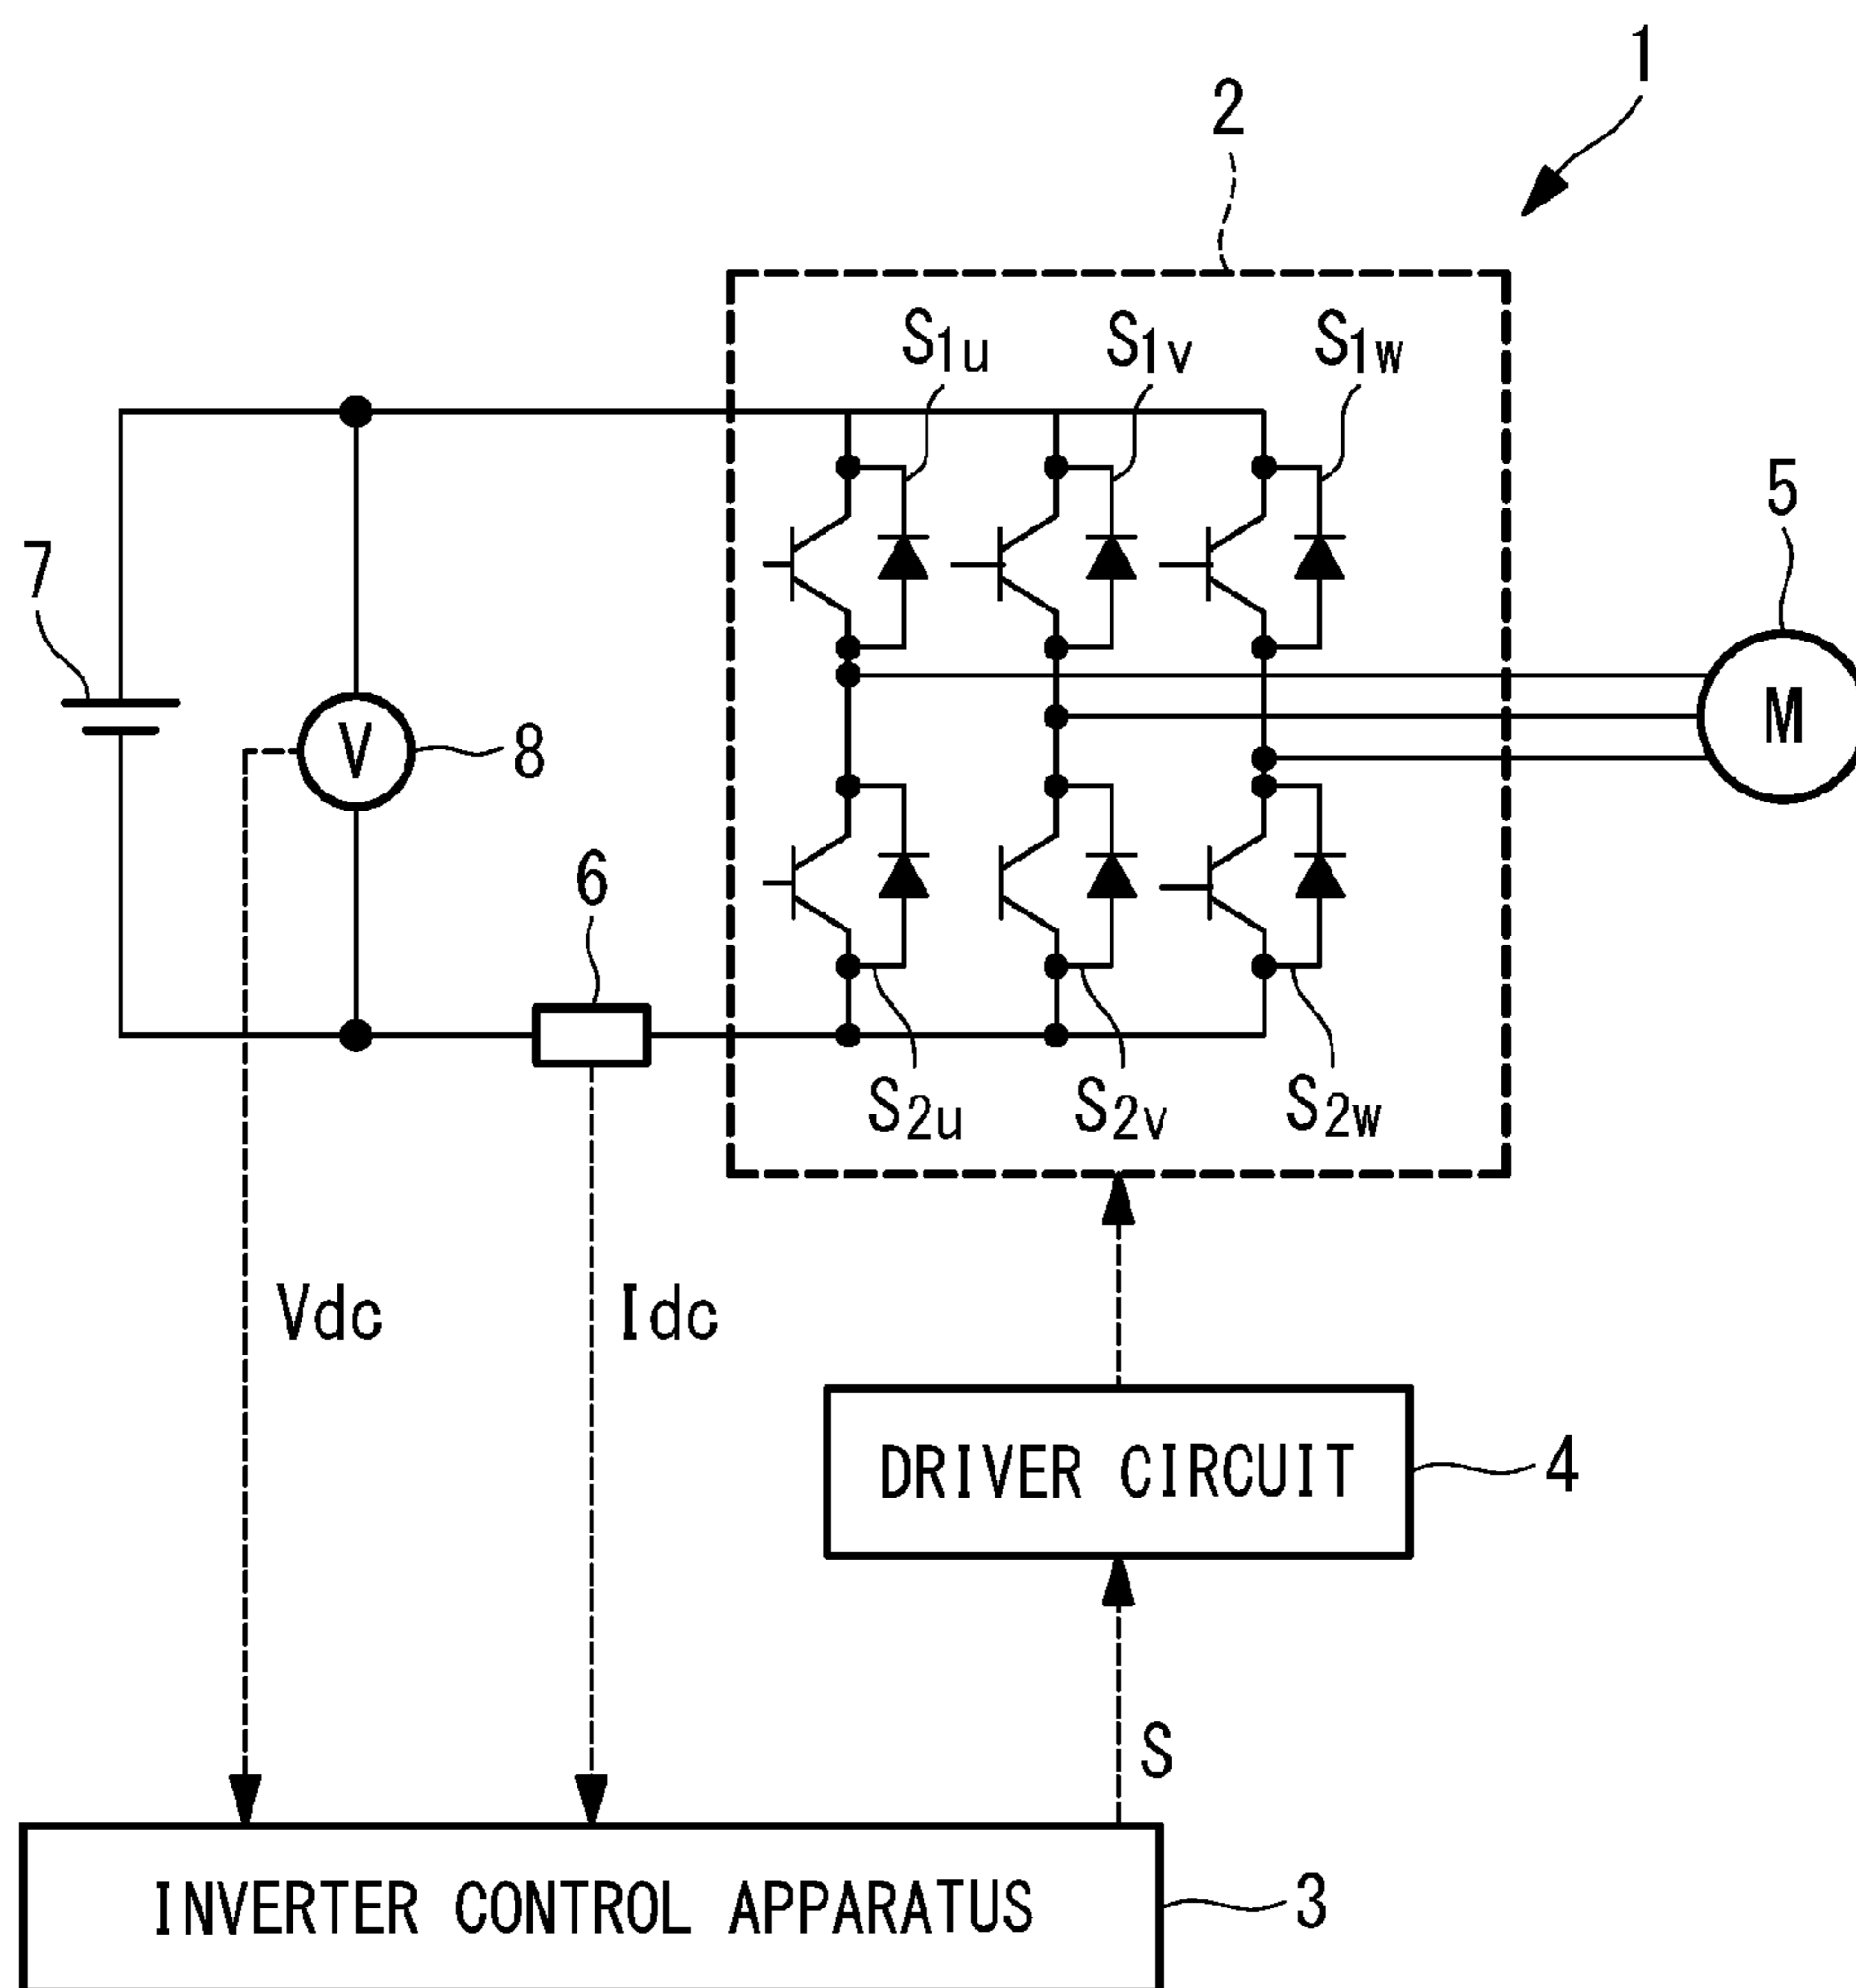 1
2
S1u
S1v
S1w
5
7
V
8
M
6
S2u
S2v
S2w
Vdc
Idc
DRIVER CIRCUIT
4
S
INVERTER CONTROL APPARATUS
3